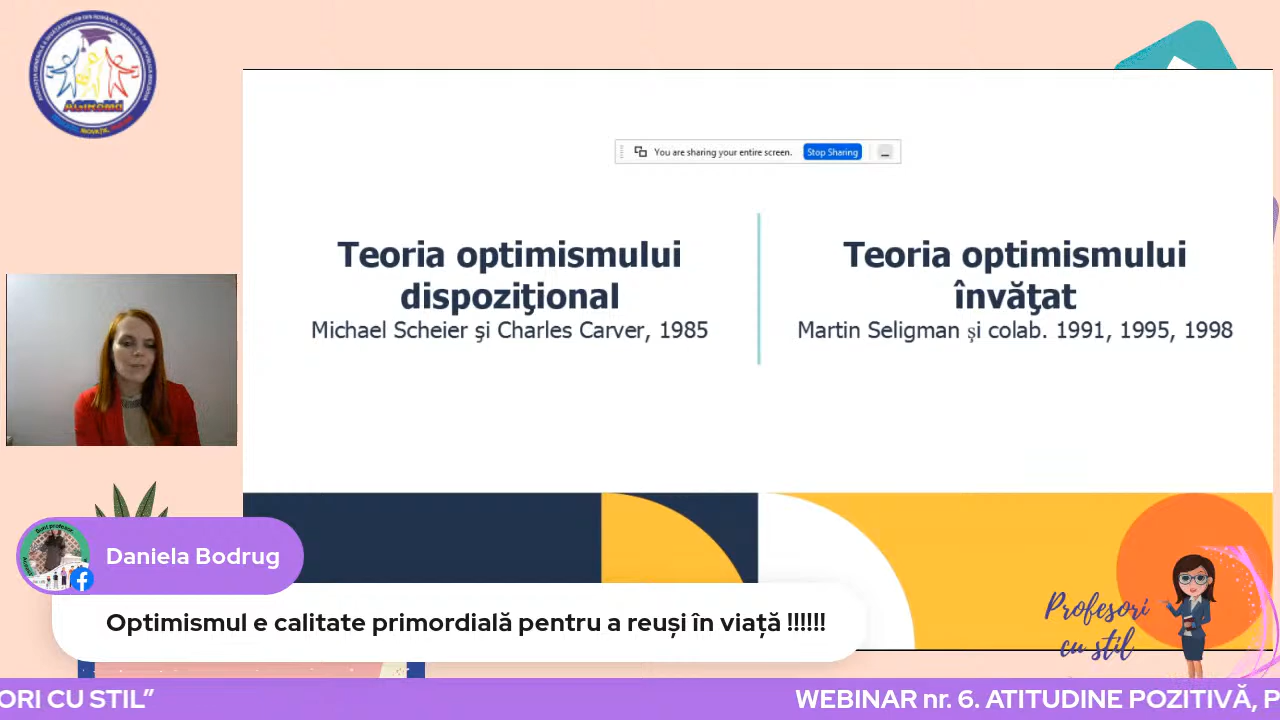 AGIRoMd
You are sharing your entire screen.
Stop Sharing
Teoria optimismului
dispoziţional
Michael Scheier şi Charles Carver, 1985
Teoria optimismului
învăţat
Martin Seligman și colab. 1991, 1995, 1998
Daniela Bodrug
Optimismul e calitate primordială pentru a reuși în viață !!!!!!
Profesori
cu stil
ORI CU STIL”
WEBINAR nr. 6. ATITUDINE POZITIVĂ, P